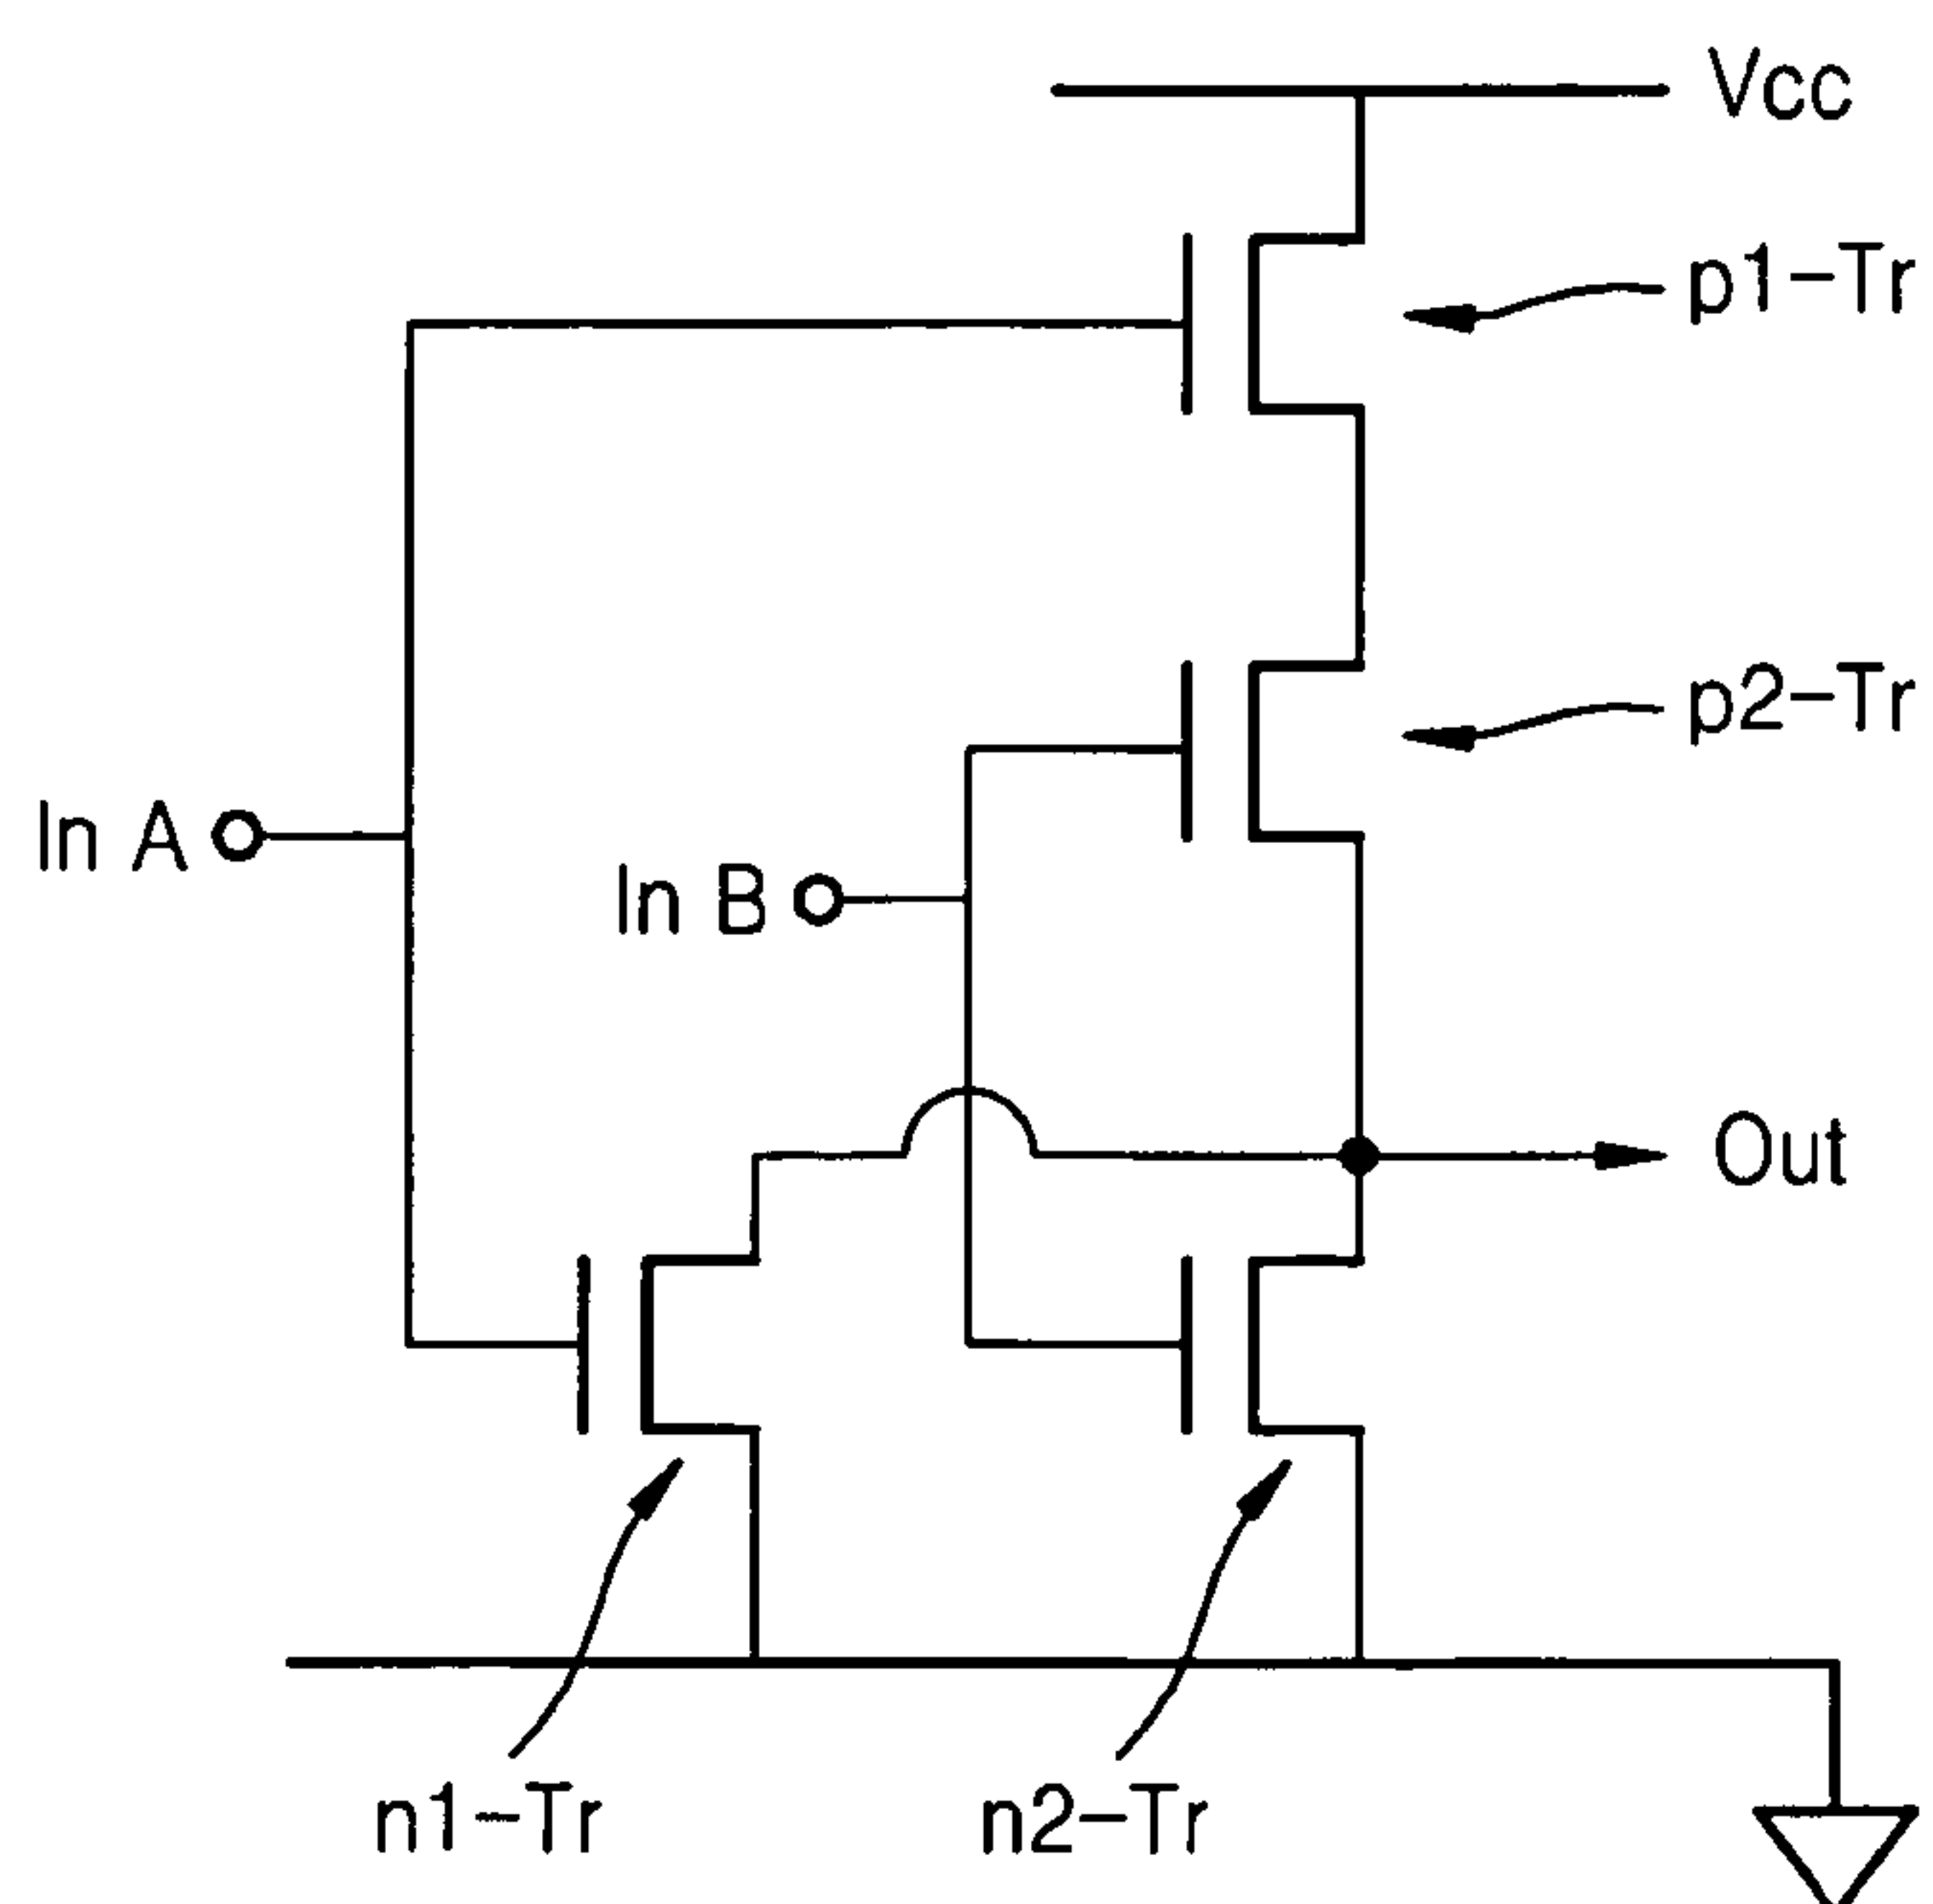 Vcc
p1-Tr
p2-Tr
In A
In B
Out
n1-Tr
n2-Tr